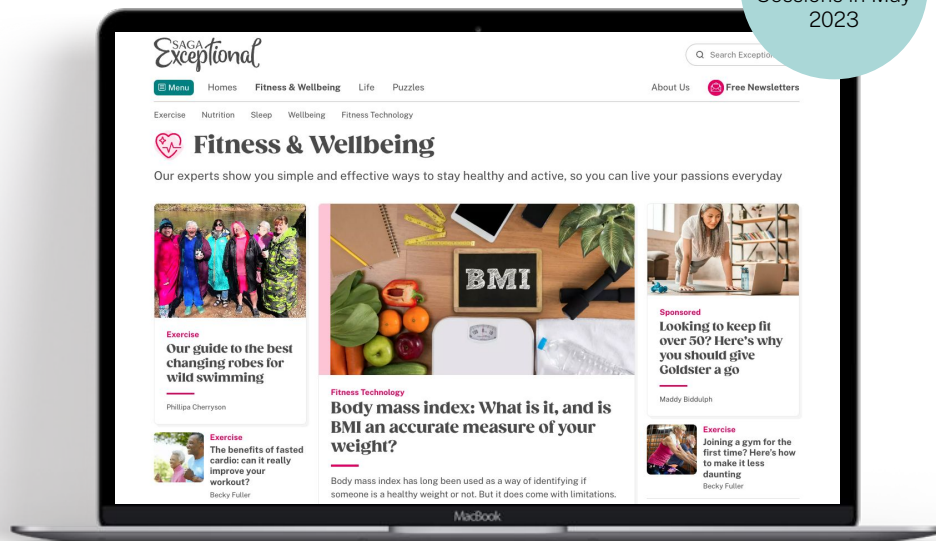 Sessions in May
2023
SAGA
Exceptional
Search Exceptio
Menu Homes Fitness & Wellbeing Life Puzzles About Us Free Newsletters
Exercise Nutrition Sleep Wellbeing Fitness Technology
Fitness & Wellbeing
Our experts show you simple and effective ways to stay healthy and active, so you can live your passions everyday
Exercise
Our guide to the best
changing robes for
wild swimming
Phillipa Cherryson
Exercise
The benefits of fasted
cardio: can it really
improve your
workout?
Becky Fuller
BMI
Fitness Technology
Body mass index: What is it, and is
BMI an accurate measure of your
weight?
Body mass index has long been used as a way of identifying if
someone is a healthy weight or not. But it does come with limitations.
Sponsored
Looking to keep fit
over 50? Here's why
you should give
Goldster a go
Maddy Biddulph
Exercise
Joining a gym for the
first time? Here's how
to make it less
daunting
Becky Fuller
MacBook